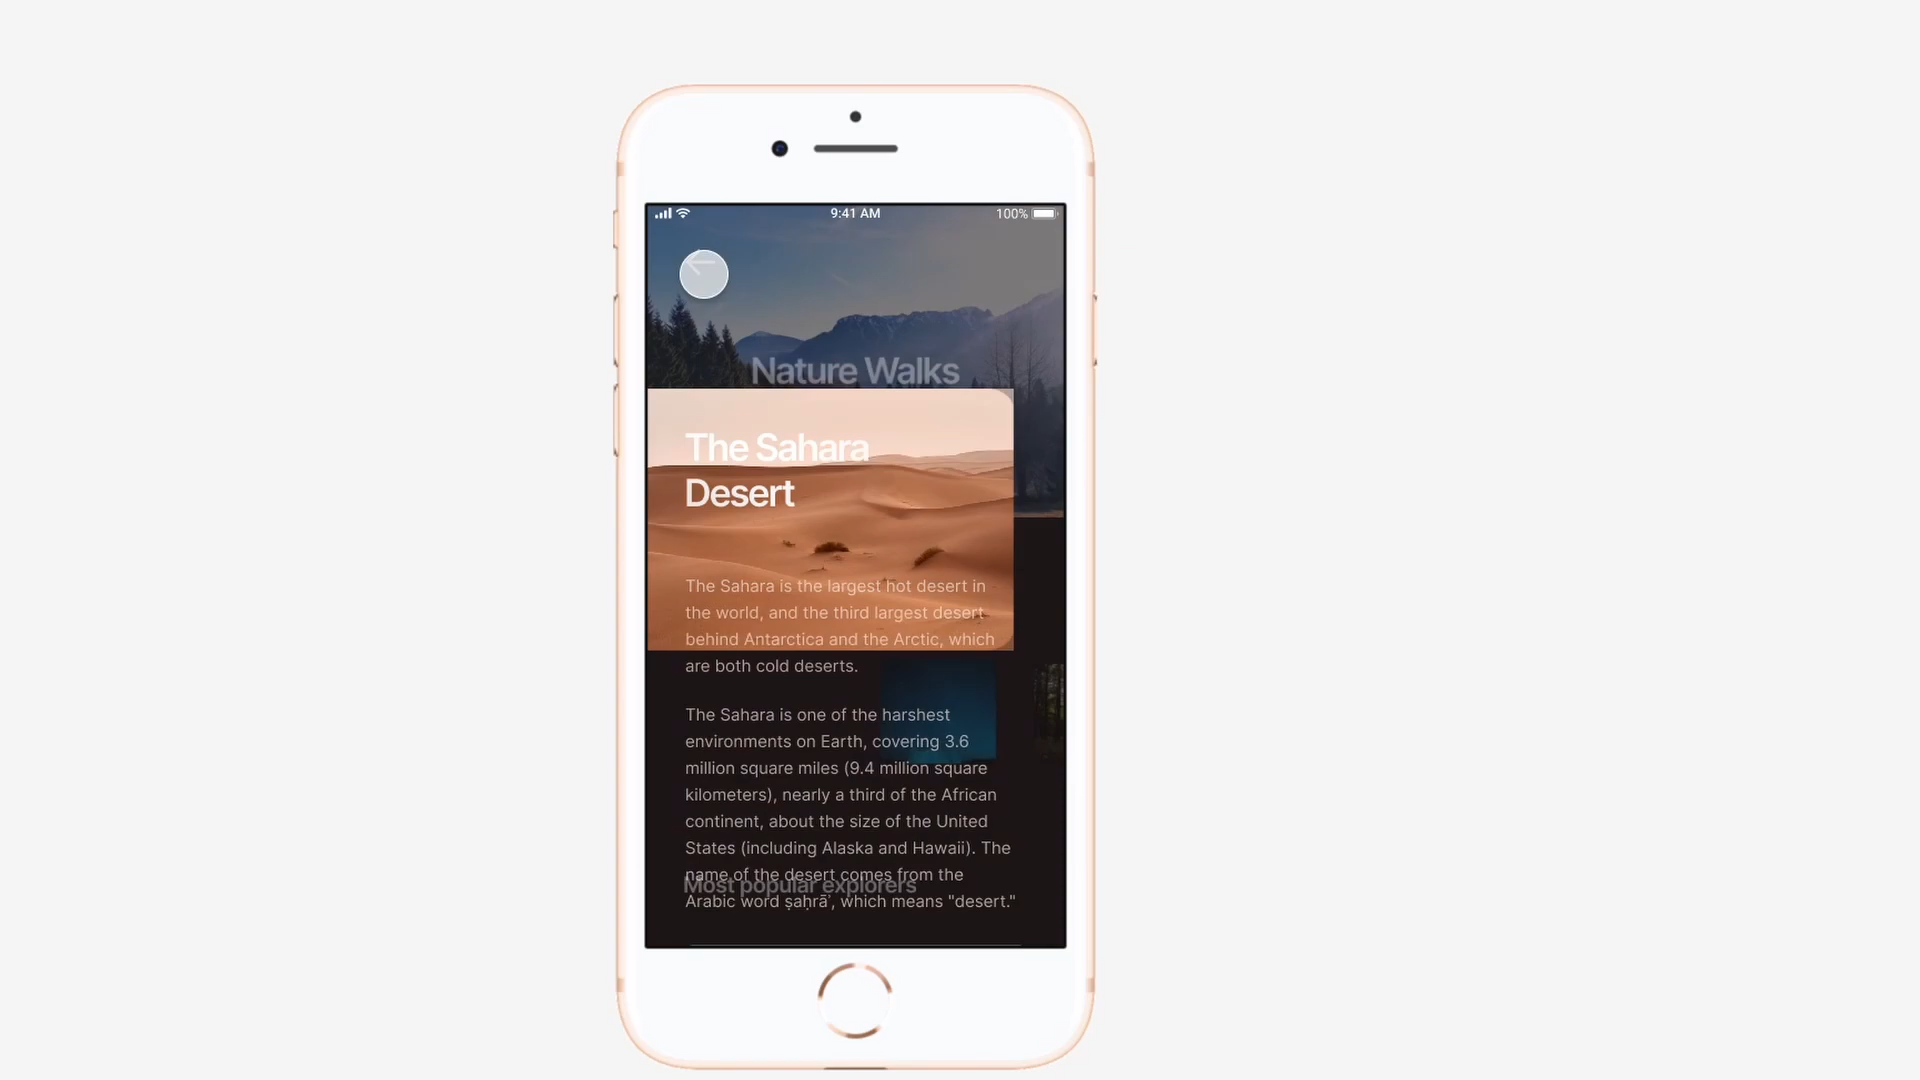 9:41 AM
100%
Nature Walks
The Sahara
Desert
The Sahara is the largest hot desert in
the world, and the third largest desert
behind Antarctica and the Arctic, which
are both cold deserts.
The Sahara is one of the harshest
environments on Earth, covering 3.6
million square miles (9.4 million square
kilometers), nearly a third of the African
continent, about the size of the United
States (including Alaska and Hawaii). The
name of the desert comes from the
Most popular explorers
Arabic word ṣaḥrāʼ, which means "desert."